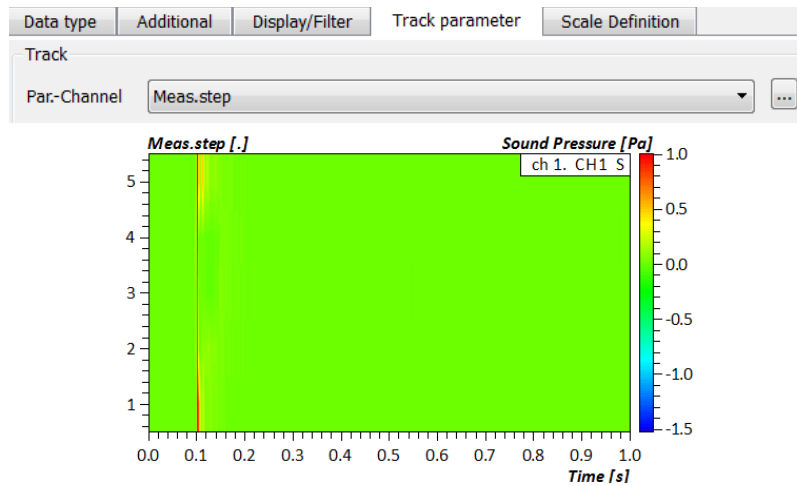 Data type Additional Display/Filter Track parameter Scale Definition
Track
Par.-Channel Meas.step ...
Meas.step [.] Sound Pressure [Pa]
ch 1. CH1 S
1.0
5
0.5
4
0.0
3
-0.5
2
-1.0
1
-1.5
0.0 0.1 0.2 0.3 0.4 0.5 0.6 0.7 0.8 0.9 1.0
Time [s]